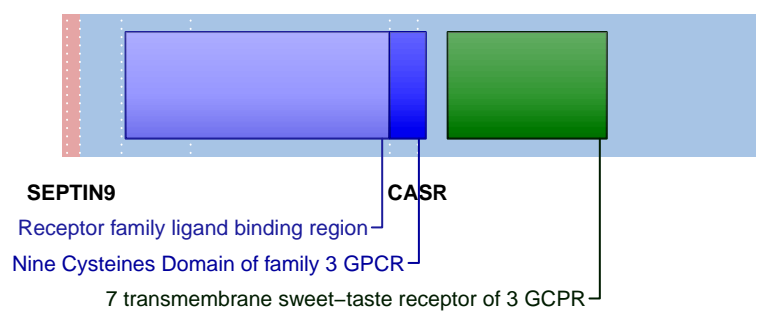 SEPTIN9 CASR
Receptor family ligand binding region
Nine Cysteines Domain of family 3 GPCR
7 transmembrane sweet−taste receptor of 3 GCPR